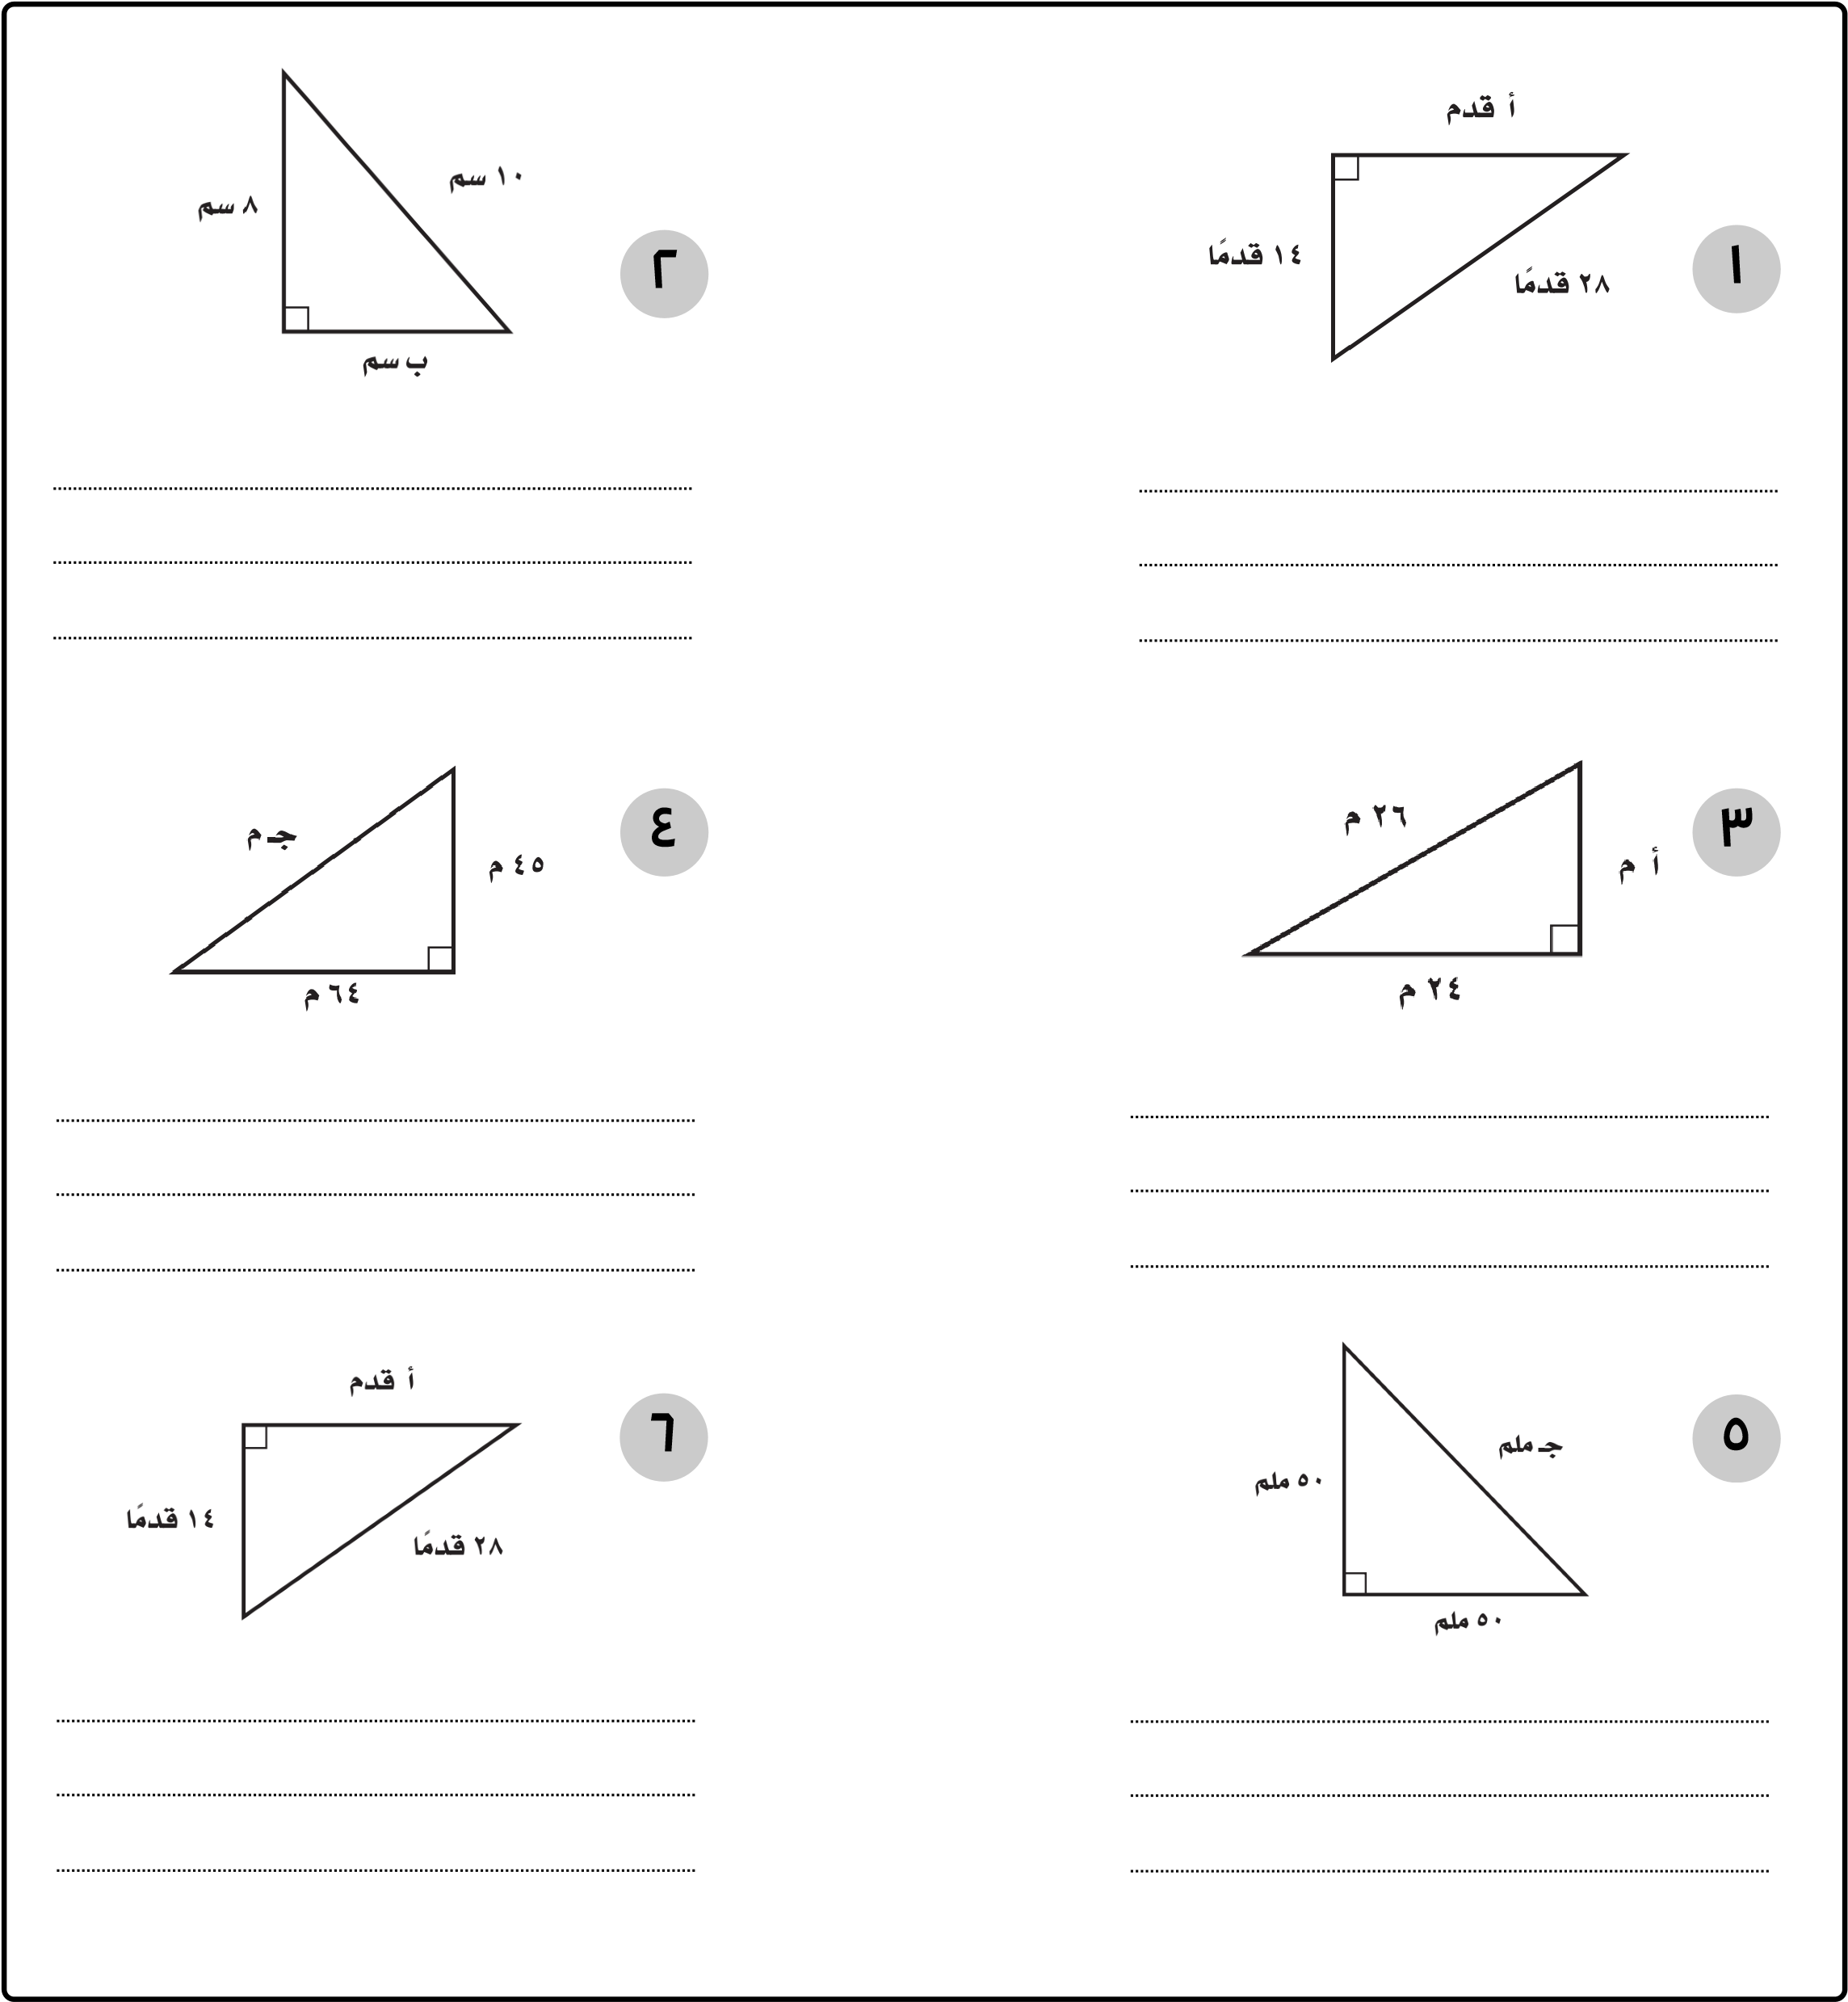 ١
أ قدم
١٤ قدمًا
٢٨ قدمًا
٢
١٠ سم
٨ سم
ب سم
٣
٢٦ م
أ م
٢٤ م
٤
جـ م
٤٥ م
٦٤ م
٥
جـ ملم
٥٠ ملم
٥٠ ملم
٦
أ قدم
١٤ قدمًا
٢٨ قدمًا